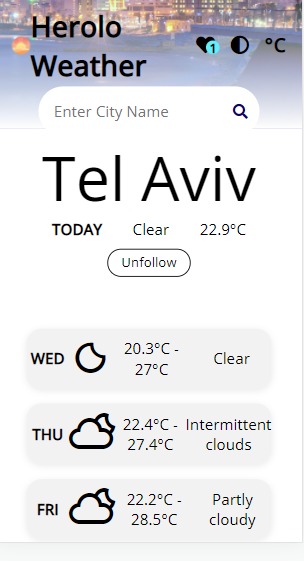 Herolo
Weather
1
°C
Enter City Name
Tel Aviv
TODAY Clear 22.9°C
Unfollow
WED 20.3°C - 27°C Clear
THU 22.4°C - 27.4°C Intermittent clouds
FRI 22.2°C - 28.5°C Partly cloudy